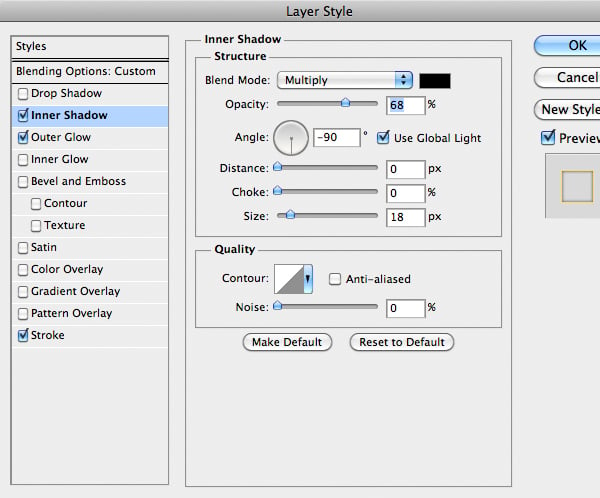 Layer Style
Styles
Blending Options: Custom
Drop Shadow
Inner Shadow
Outer Glow
Inner Glow
Bevel and Emboss
Contour
Texture
Satin
Color Overlay
Gradient Overlay
Pattern Overlay
Stroke
Inner Shadow
Structure
Blend Mode: Multiply
Opacity: 68 %
Angle: -90 ° Use Global Light
Distance: 0 px
Choke: 0 %
Size: 18 px
Quality
Contour: Anti-aliased
Noise: 0 %
Make Default Reset to Default
OK
Cancel
New Style
Preview